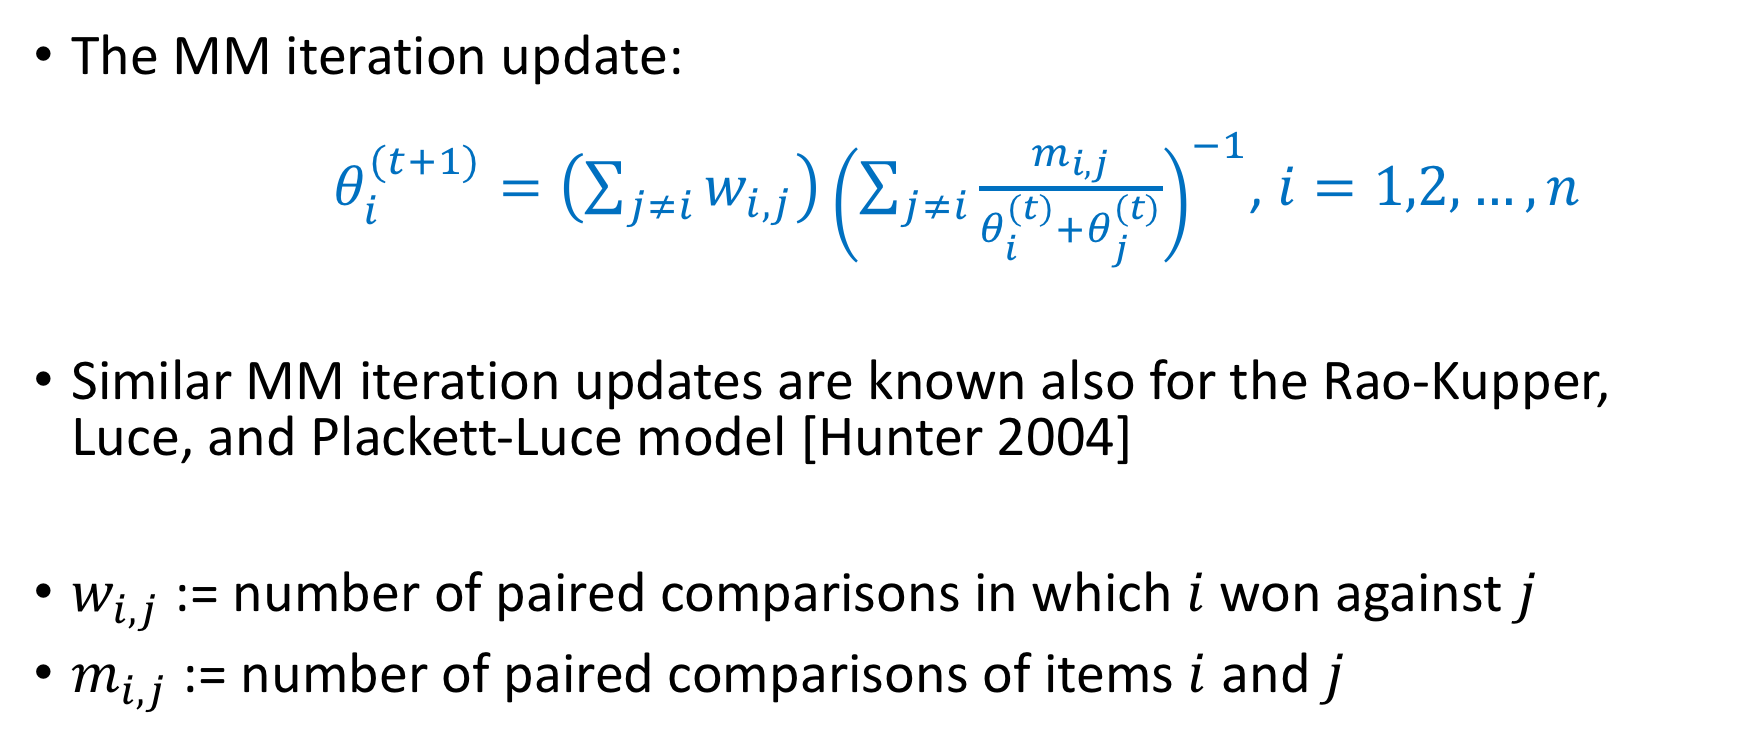 • The MM iteration update:
θ_i^(t+1) = (∑_{j≠i} w_{i,j}) (∑_{j≠i} m_{i,j} / (θ_i^(t)+θ_j^(t)))^{-1}, i = 1,2, … , n
• Similar MM iteration updates are known also for the Rao-Kupper,
Luce, and Plackett-Luce model [Hunter 2004]
• w_{i,j} := number of paired comparisons in which i won against j
• m_{i,j} := number of paired comparisons of items i and j